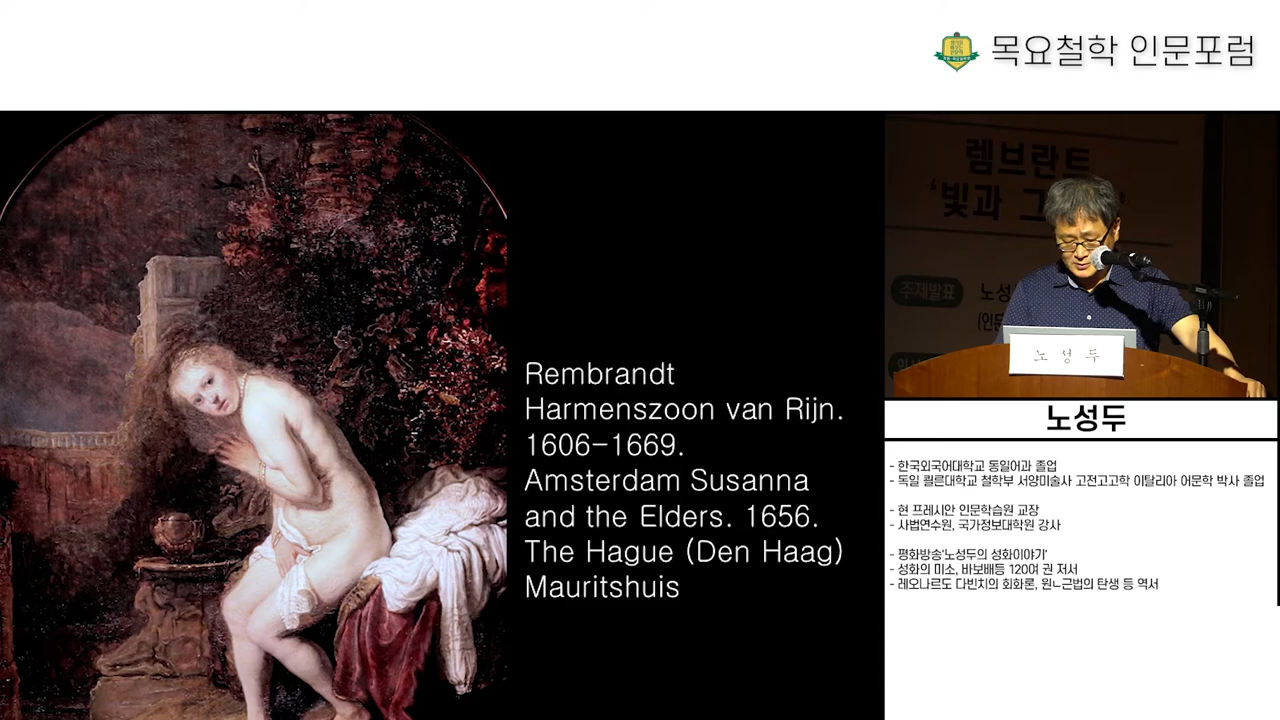 목요철학 인문포럼
Rembrandt
Harmenszoon van Rijn.
1606-1669.
Amsterdam Susanna
and the Elders. 1656.
The Hague (Den Haag)
Mauritshuis
렘브란트
'빛과 그
주제발표
노성
노 성 두
노성두
- 한국외국어대학교 동일어과 졸업
- 독일 쾰른대학교 철학부 서양미술사 고전고고학 이탈리아 어문학 박사 졸업
- 현 프레시안 인문학습원 교장
- 사법연수원, 국가정보대학원 강사
- 평화방송'노성두의 성화이야기'
- 성화의 미소, 바보배등 120여 권 저서
- 레오나르도 다빈치의 회화론, 원ㄴ근법의 탄생 등 역서